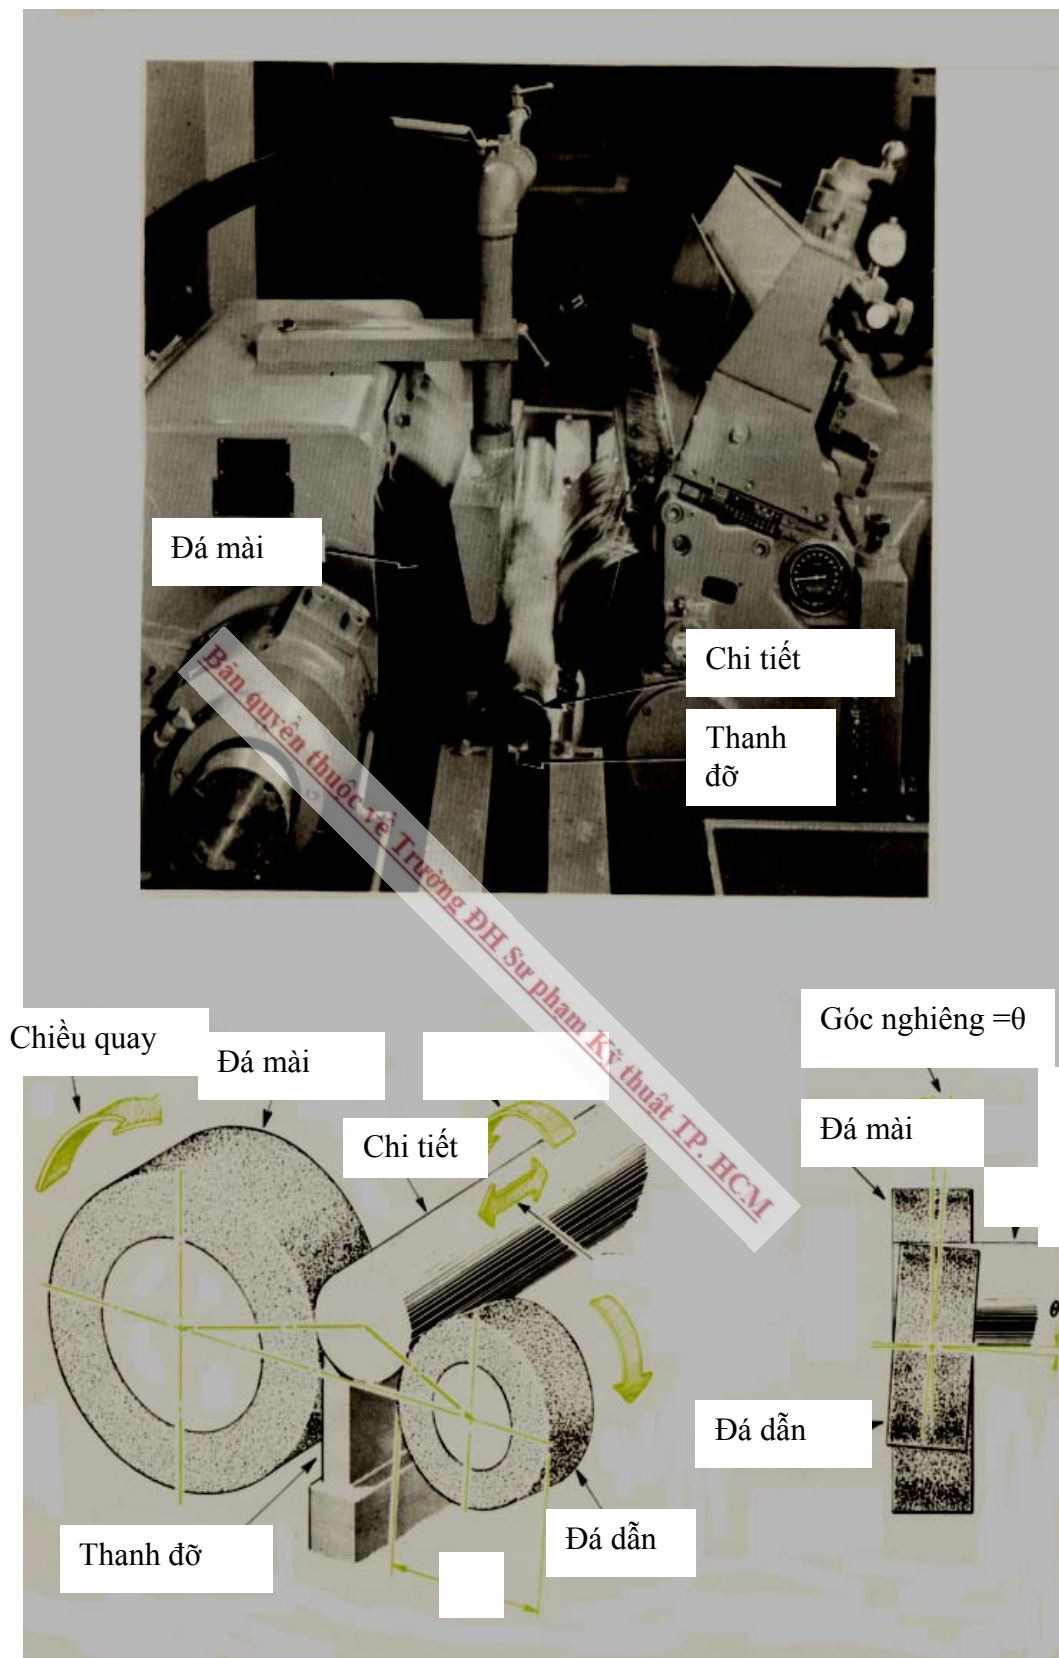 Đá mài
Chi tiết
Thanh
đỡ
Bản quyền thuộc về Trường ĐH Sư phạm Kỹ thuật TP. HCM
Góc nghiêng =θ
Chiều quay
Đá mài
Đá mài
Chi tiết
θ
Đá dẫn
Đá dẫn
Thanh đỡ